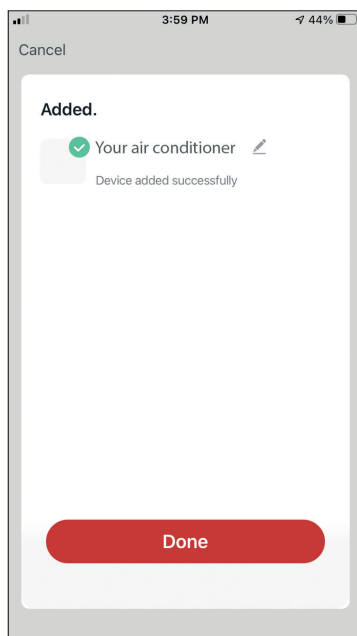 3:59 PM
44%
Cancel
Added.
Your air conditioner
Device added successfully
Done